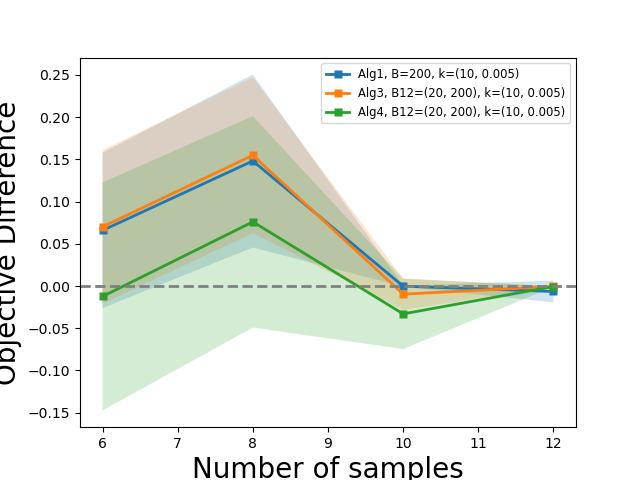 Alg1, B=200, k=(10, 0.005)
Alg3, B12=(20, 200), k=(10, 0.005)
Alg4, B12=(20, 200), k=(10, 0.005)
Objective Difference
0.25
0.20
0.15
0.10
0.05
0.00
−0.05
−0.10
−0.15
6 7 8 9 10 11 12
Number of samples